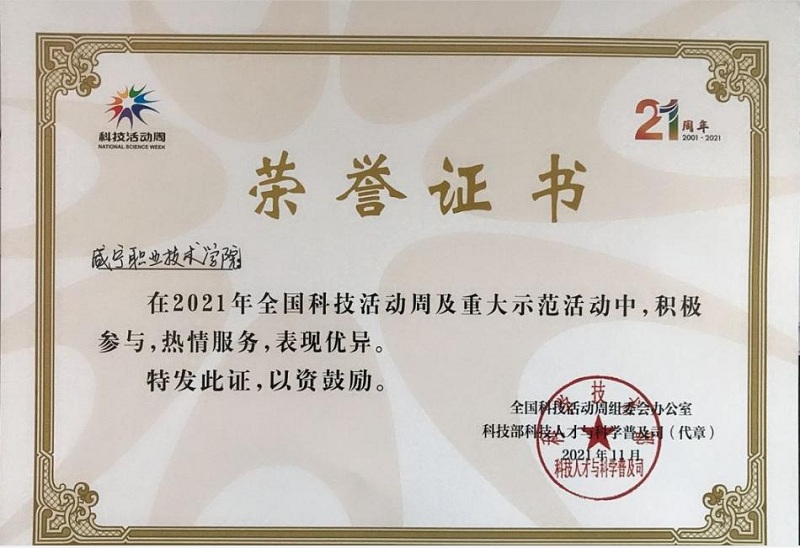 科技活动周
NATIONAL SCIENCE WEEK
21周年
2001-2021
荣誉证书
咸宁职业技术学院
在2021年全国科技活动周及重大示范活动中,积极
参与,热情服务,表现优异。
特发此证,以资鼓励。
全国科技活动周组委会办公室
科技部科技人才与科学普及司(代章)
2021年11月
科技人才与科学普及司